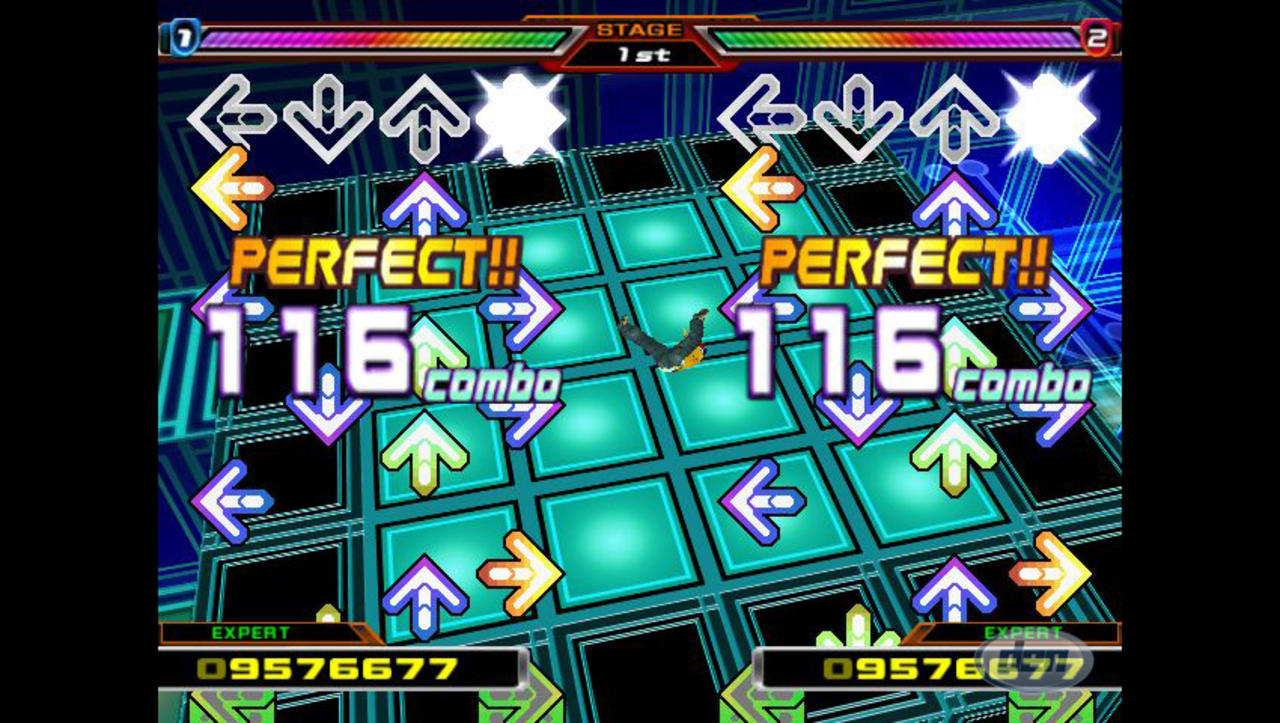 1 STAGE 2
1st
PERFECT!! PERFECT!!
116 combo 116 combo
EXPERT EXPERT
09576677 09576677